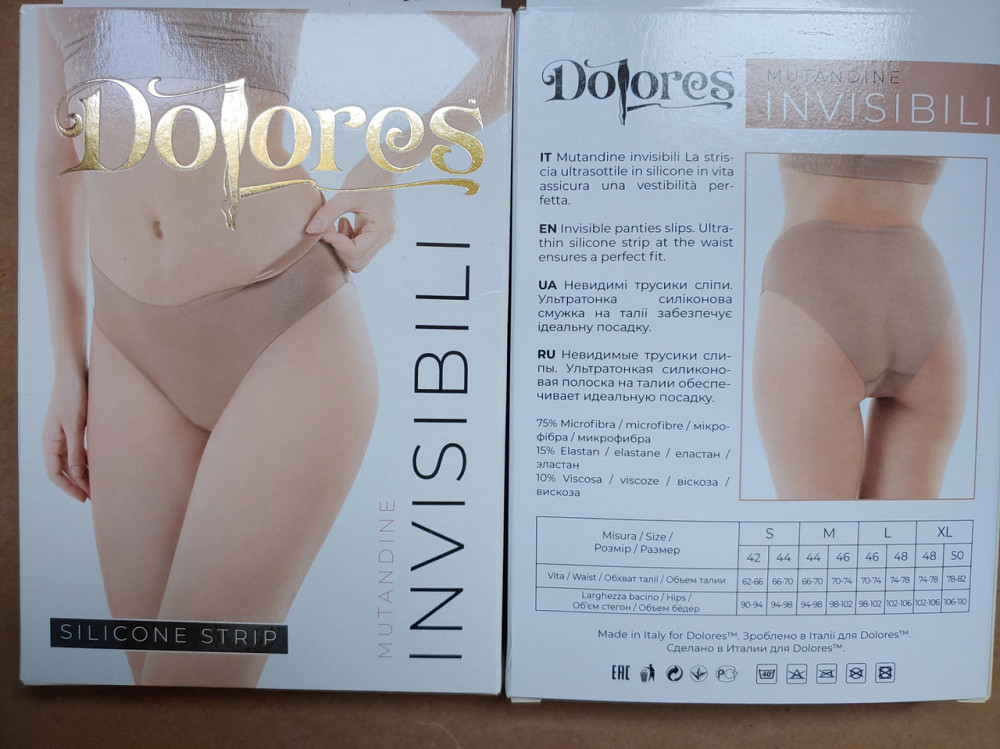 Dolores™
MUTANDINE
INVISIBILI
SILICONE STRIP
Dolores
MUTANDINE
INVISIBILI
IT Mutandine invisibili La stris-
cia ultrasottile in silicone in vita
assicura una vestibilità per-
fetta.
EN Invisible panties slips. Ultra-
thin silicone strip at the waist
ensures a perfect fit.
UA Невидимі трусики сліпи.
Ультратонка силіконова
смужка на талії забезпечує
ідеальну посадку.
RU Невидимые трусики сли-
пы. Ультратонкая силиконо-
вая полоска на талии обеспе-
чивает идеальную посадку.
75% Microfibra / microfibre / мікро-
фібра / микрофибра
15% Elastan / elastane / еластан /
эластан
10% Viscosa / viscoze / віскоза /
вискоза
Misura / Size /
Розмір / Размер
S M L XL
42 44 44 46 46 48 48 50
Vita / Waist / Обхват талії / Объем талии 62-66 66-70 66-70 70-74 70-74 74-78 74-78 78-82
Larghezza bacino / Hips /
Об'єм стегон / Объем бёдер 90-94 94-98 94-98 98-102 98-102 102-106 102-106 106-110
Made in Italy for Dolores™. Зроблено в Італії для Dolores™.
Сделано в Италии для Dolores™.
EAC PC 40